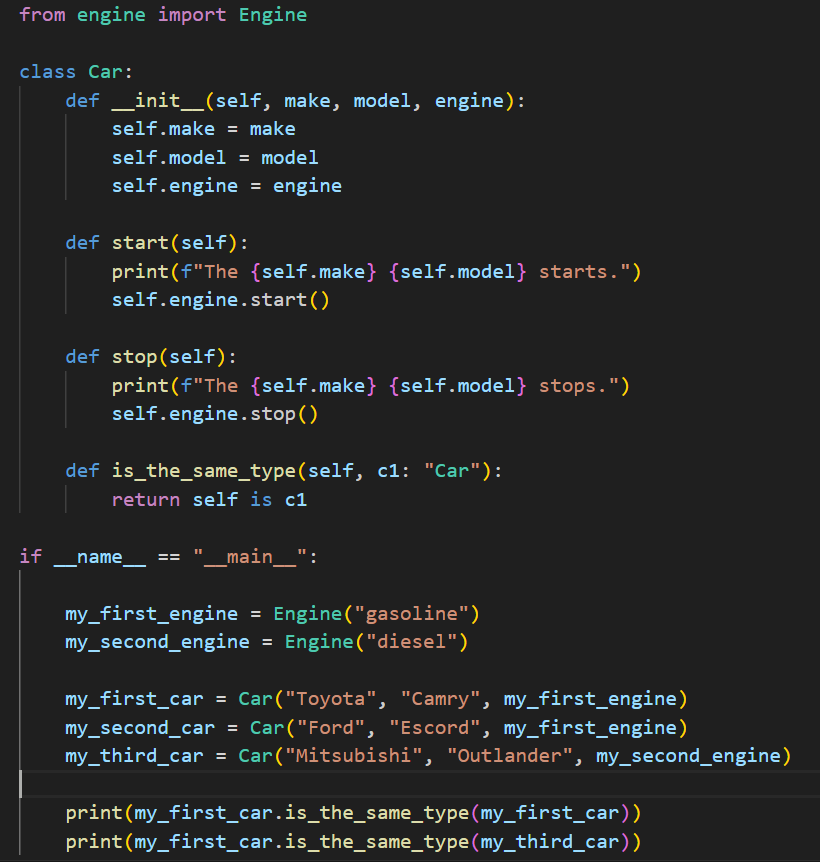 from engine import Engine
class Car:
    def __init__(self, make, model, engine):
        self.make = make
        self.model = model
        self.engine = engine
    def start(self):
        print(f"The {self.make} {self.model} starts.")
        self.engine.start()
    def stop(self):
        print(f"The {self.make} {self.model} stops.")
        self.engine.stop()
    def is_the_same_type(self, c1: "Car"):
        return self is c1
if __name__ == "__main__":
    my_first_engine = Engine("gasoline")
    my_second_engine = Engine("diesel")
    my_first_car = Car("Toyota", "Camry", my_first_engine)
    my_second_car = Car("Ford", "Escord", my_first_engine)
    my_third_car = Car("Mitsubishi", "Outlander", my_second_engine)
    print(my_first_car.is_the_same_type(my_first_car))
    print(my_first_car.is_the_same_type(my_third_car))